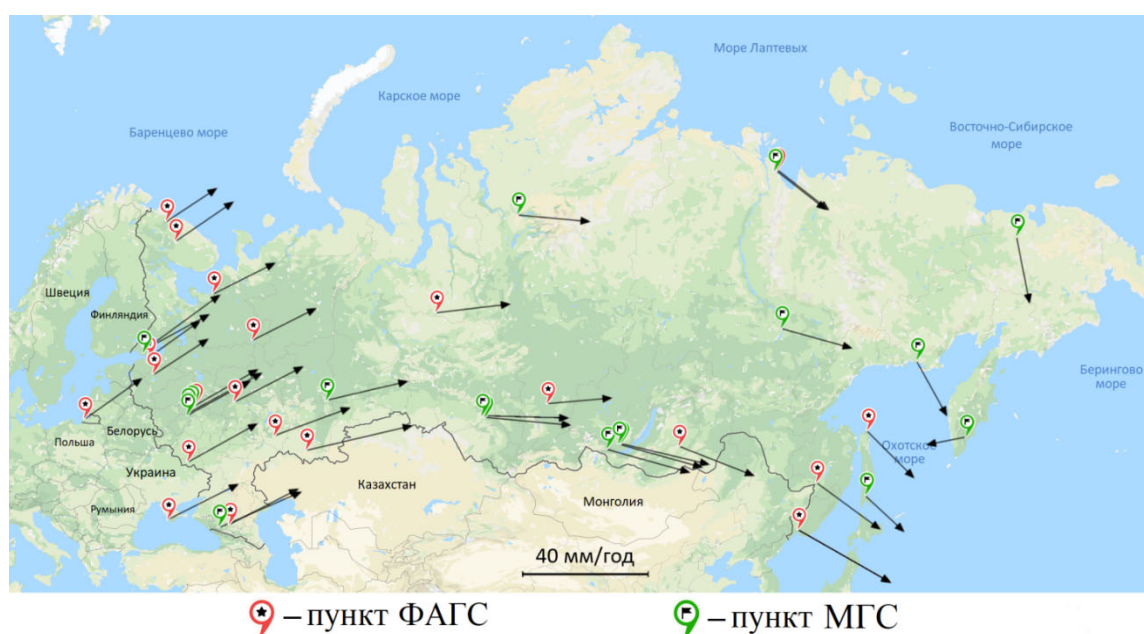 Море Лаптевых
Карское море
Баренцево море
Восточно-Сибирское
море
Швеция
Финляндия
Берингово
море
Польша
Белорусь
Охотское
море
Украина
Казахстан
Монголия
Румыния
40 мм/год
– пункт ФАГС
– пункт МГС